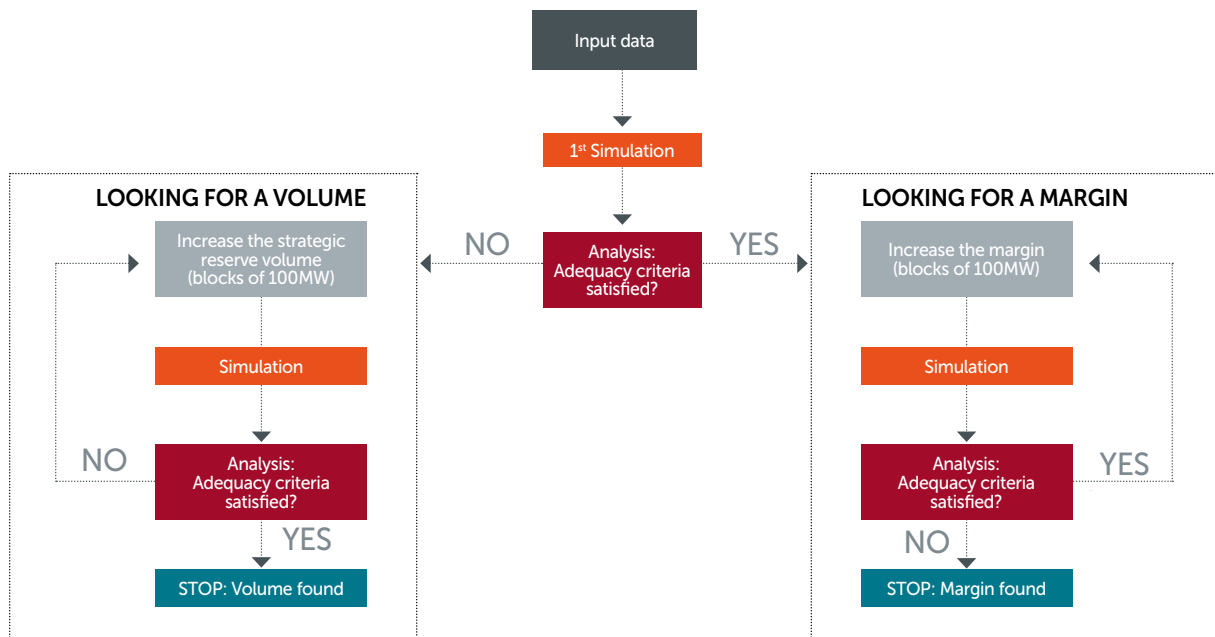 Input data
1st Simulation
Analysis:
Adequacy criteria
satisfied?
NO
YES
LOOKING FOR A VOLUME
Increase the strategic
reserve volume
(blocks of 100MW)
Simulation
Analysis:
Adequacy criteria
satisfied?
NO
YES
STOP: Volume found
LOOKING FOR A MARGIN
Increase the margin
(blocks of 100MW)
Simulation
Analysis:
Adequacy criteria
satisfied?
YES
NO
STOP: Margin found